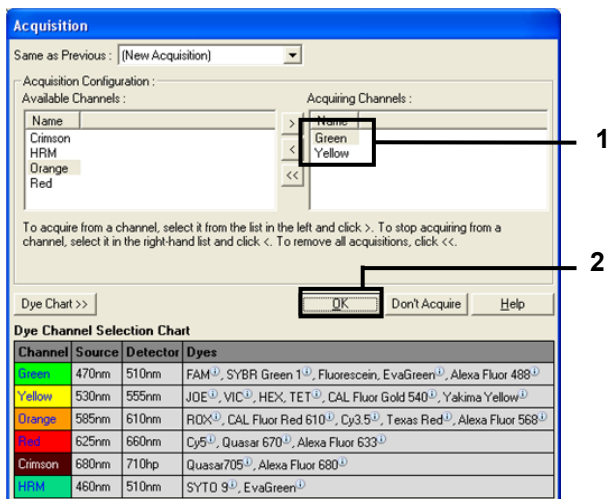 Acquisition
Same as Previous : (New Acquisition)
Acquisition Configuration :
Available Channels :
Acquiring Channels :
Name
Crimson
HRM
Orange
Red
>
<
<<
Name
Green
Yellow
1
To acquire from a channel, select it from the list in the left and click >. To stop acquiring from a
channel, select it in the right-hand list and click <. To remove all acquisitions, click <<.
2
Dye Chart >> OK Don't Acquire Help
Dye Channel Selection Chart
Channel Source Detector Dyes
Green 470nm 510nm FAM, SYBR Green 1, Fluorescein, EvaGreen, Alexa Fluor 488
Yellow 530nm 555nm JOE, VIC, HEX, TET, CAL Fluor Gold 540, Yakima Yellow
Orange 585nm 610nm ROX, CAL Fluor Red 610, Cy3.5, Texas Red, Alexa Fluor 568
Red 625nm 660nm Cy5, Quasar 670, Alexa Fluor 633
Crimson 680nm 710hp Quasar705, Alexa Fluor 680
HRM 460nm 510nm SYTO 9, EvaGreen